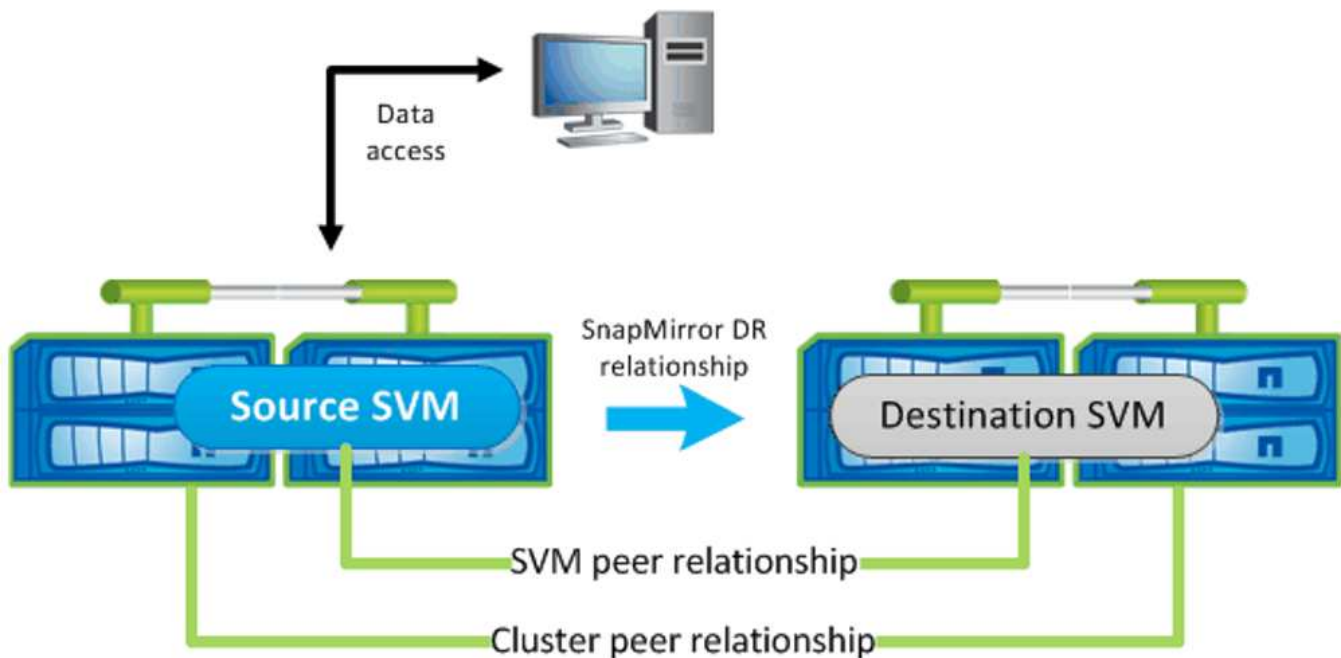 Data
access
SnapMirror DR
relationship
Source SVM
Destination SVM
SVM peer relationship
Cluster peer relationship